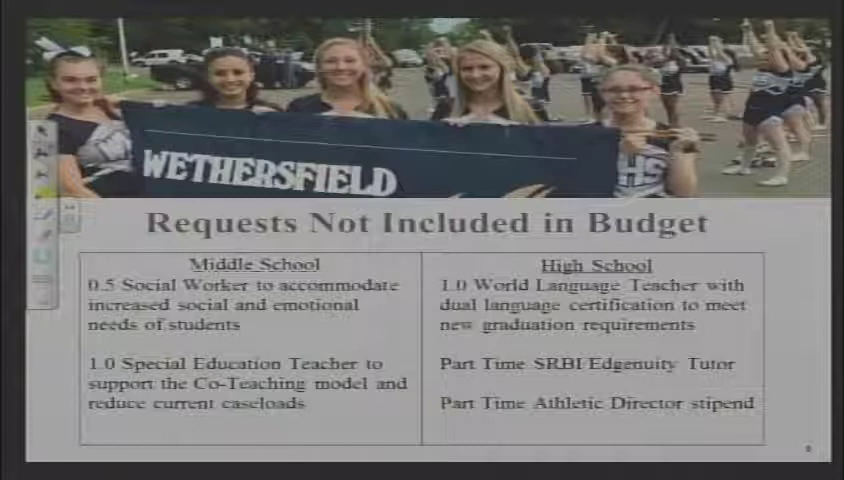 WETHERSFIELD
HS
Requests Not Included in Budget
Middle School
0.5 Social Worker to accommodate
increased social and emotional
needs of students
1.0 Special Education Teacher to
support the Co-Teaching model and
reduce current caseloads
High School
1.0 World Language Teacher with
dual language certification to meet
new graduation requirements
Part Time SRBI/Edgenuity Tutor
Part Time Athletic Director stipend